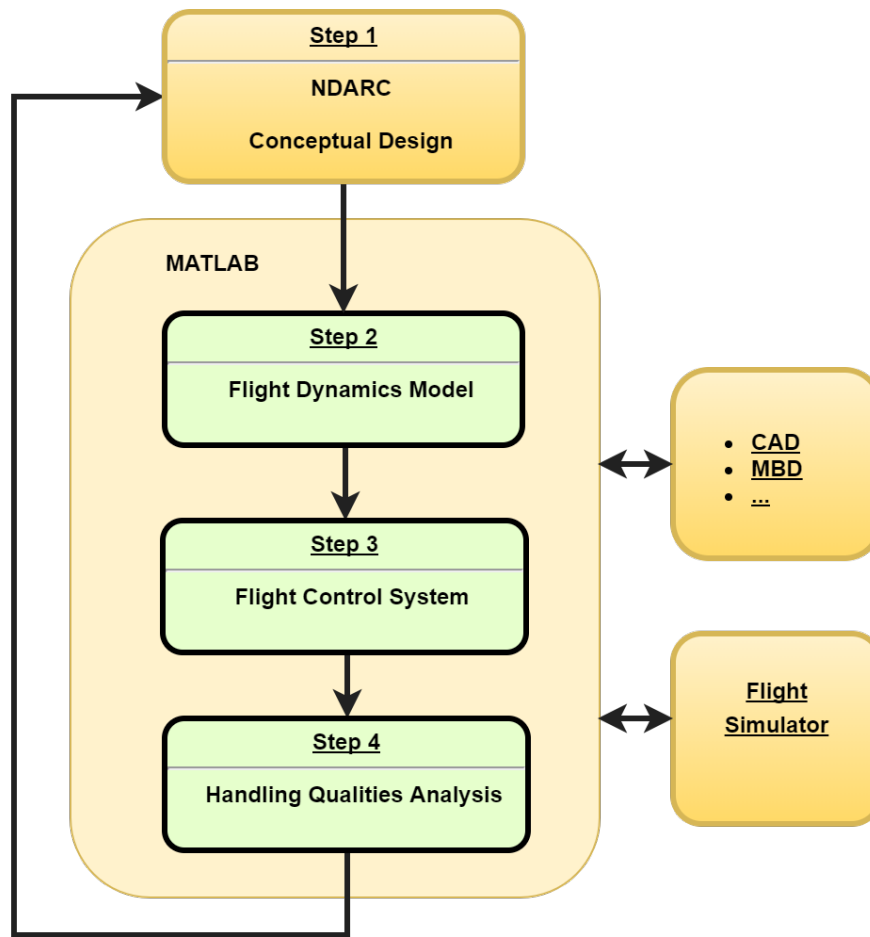 Step 1
NDARC
Conceptual Design
MATLAB
Step 2
Flight Dynamics Model
Step 3
Flight Control System
Step 4
Handling Qualities Analysis
• CAD
• MBD
• ...
Flight
Simulator